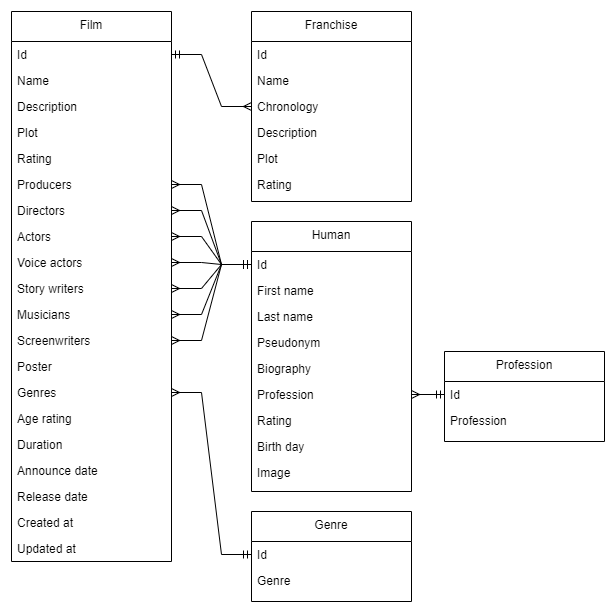 Film
Id
Name
Description
Plot
Rating
Producers
Directors
Actors
Voice actors
Story writers
Musicians
Screenwriters
Poster
Genres
Age rating
Duration
Announce date
Release date
Created at
Updated at
Franchise
Id
Name
Chronology
Description
Plot
Rating
Human
Id
First name
Last name
Pseudonym
Biography
Profession
Rating
Birth day
Image
Profession
Id
Profession
Genre
Id
Genre